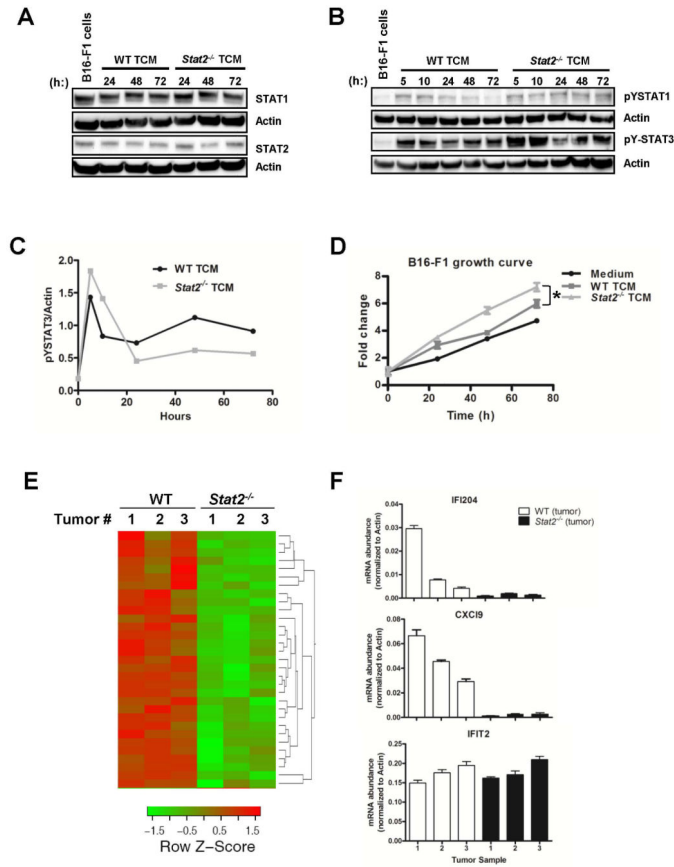 A
B16-F1 cells
WT TCM
Stat2-/- TCM
(h:) 24 48 72 24 48 72
STAT1
Actin
STAT2
Actin
B
B16-F1 cells
WT TCM
Stat2-/- TCM
(h:) 5 10 24 48 72 5 10 24 48 72
pYSTAT1
Actin
pY-STAT3
Actin
C
pYSTAT3/Actin
2.0
1.5
1.0
0.5
0.0
0 20 40 60 80
Hours
WT TCM
Stat2-/- TCM
D
B16-F1 growth curve
Fold change
8
6
4
2
0
0 20 40 60 80
Time (h)
Medium
WT TCM
Stat2-/- TCM
*
E
WT Stat2-/-
Tumor # 1 2 3 1 2 3
-1.5 -0.5 0.5 1.5
Row Z-Score
F
IFI204
WT (tumor)
Stat2-/- (tumor)
mRNA abundance
(normalized to Actin)
0.04
0.03
0.02
0.01
0.00
CXCl9
mRNA abundance
(normalized to Actin)
0.08
0.06
0.04
0.02
0.00
IFIT2
mRNA abundance
(normalized to Actin)
0.25
0.20
0.15
0.10
0.05
0.00
1 2 3 1 2 3
Tumor Sample